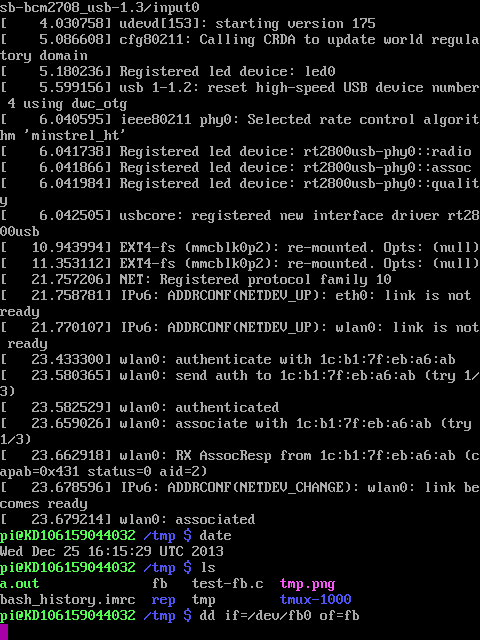 sb-bcm2708_usb-1.3/input0
[    4.030758] udevd[153]: starting version 175
[    5.086608] cfg80211: Calling CRDA to update world regula
tory domain
[    5.180236] Registered led device: led0
[    5.599156] usb 1-1.2: reset high-speed USB device number
 4 using dwc_otg
[    6.040595] ieee80211 phy0: Selected rate control algorit
hm 'minstrel_ht'
[    6.041738] Registered led device: rt2800usb-phy0::radio
[    6.041866] Registered led device: rt2800usb-phy0::assoc
[    6.041984] Registered led device: rt2800usb-phy0::qualit
y
[    6.042505] usbcore: registered new interface driver rt28
00usb
[   10.943994] EXT4-fs (mmcblk0p2): re-mounted. Opts: (null)
[   11.353112] EXT4-fs (mmcblk0p2): re-mounted. Opts: (null)
[   21.757206] NET: Registered protocol family 10
[   21.758781] IPv6: ADDRCONF(NETDEV_UP): eth0: link is not
ready
[   21.770107] IPv6: ADDRCONF(NETDEV_UP): wlan0: link is not
 ready
[   23.433300] wlan0: authenticate with 1c:b1:7f:eb:a6:ab
[   23.580365] wlan0: send auth to 1c:b1:7f:eb:a6:ab (try 1/
3)
[   23.582529] wlan0: authenticated
[   23.659026] wlan0: associate with 1c:b1:7f:eb:a6:ab (try
1/3)
[   23.662918] wlan0: RX AssocResp from 1c:b1:7f:eb:a6:ab (c
apab=0x431 status=0 aid=2)
[   23.678596] IPv6: ADDRCONF(NETDEV_CHANGE): wlan0: link be
comes ready
[   23.679214] wlan0: associated
pi@KD106159044032 /tmp $ date
Wed Dec 25 16:15:29 UTC 2013
pi@KD106159044032 /tmp $ ls
a.out              fb   test-fb.c  tmp.png
bash_history.imrc  rep  tmp        tmux-1000
pi@KD106159044032 /tmp $ dd if=/dev/fb0 of=fb